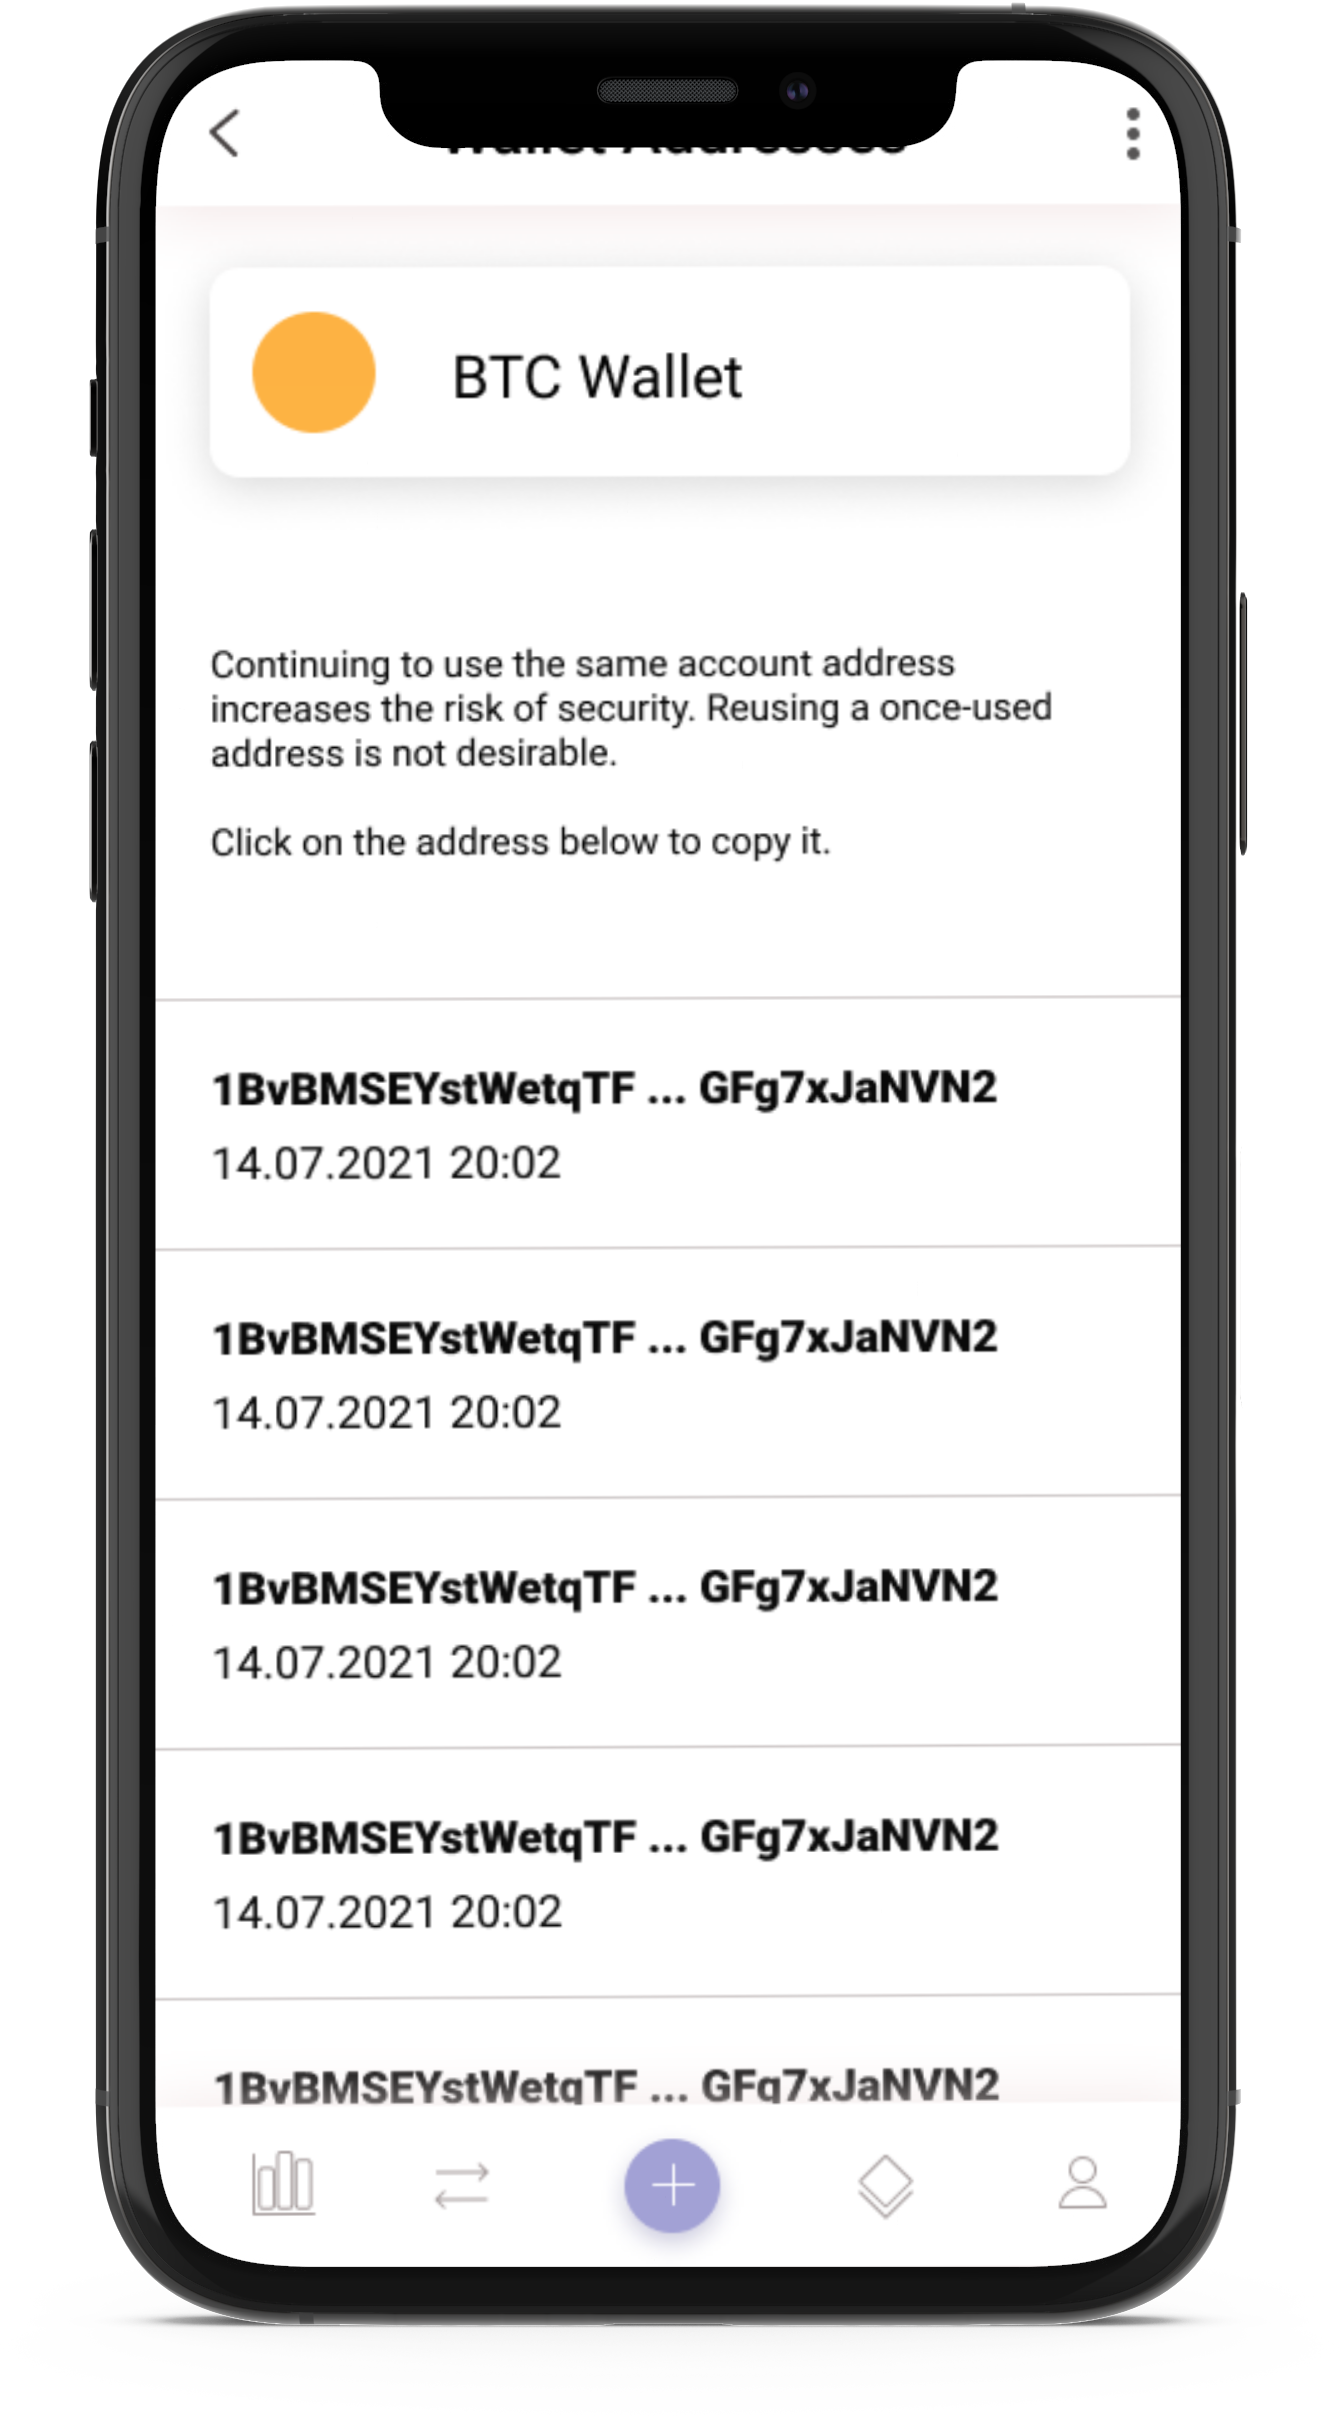 Wallet Addresses
BTC Wallet
Continuing to use the same account address
increases the risk of security. Reusing a once-used
address is not desirable.
Click on the address below to copy it.
1BvBMSEYstWetqTF ... GFg7xJaNVN2
14.07.2021 20:02
1BvBMSEYstWetqTF ... GFg7xJaNVN2
14.07.2021 20:02
1BvBMSEYstWetqTF ... GFg7xJaNVN2
14.07.2021 20:02
1BvBMSEYstWetqTF ... GFg7xJaNVN2
14.07.2021 20:02
1BvBMSEYstWetqTF ... GFg7xJaNVN2